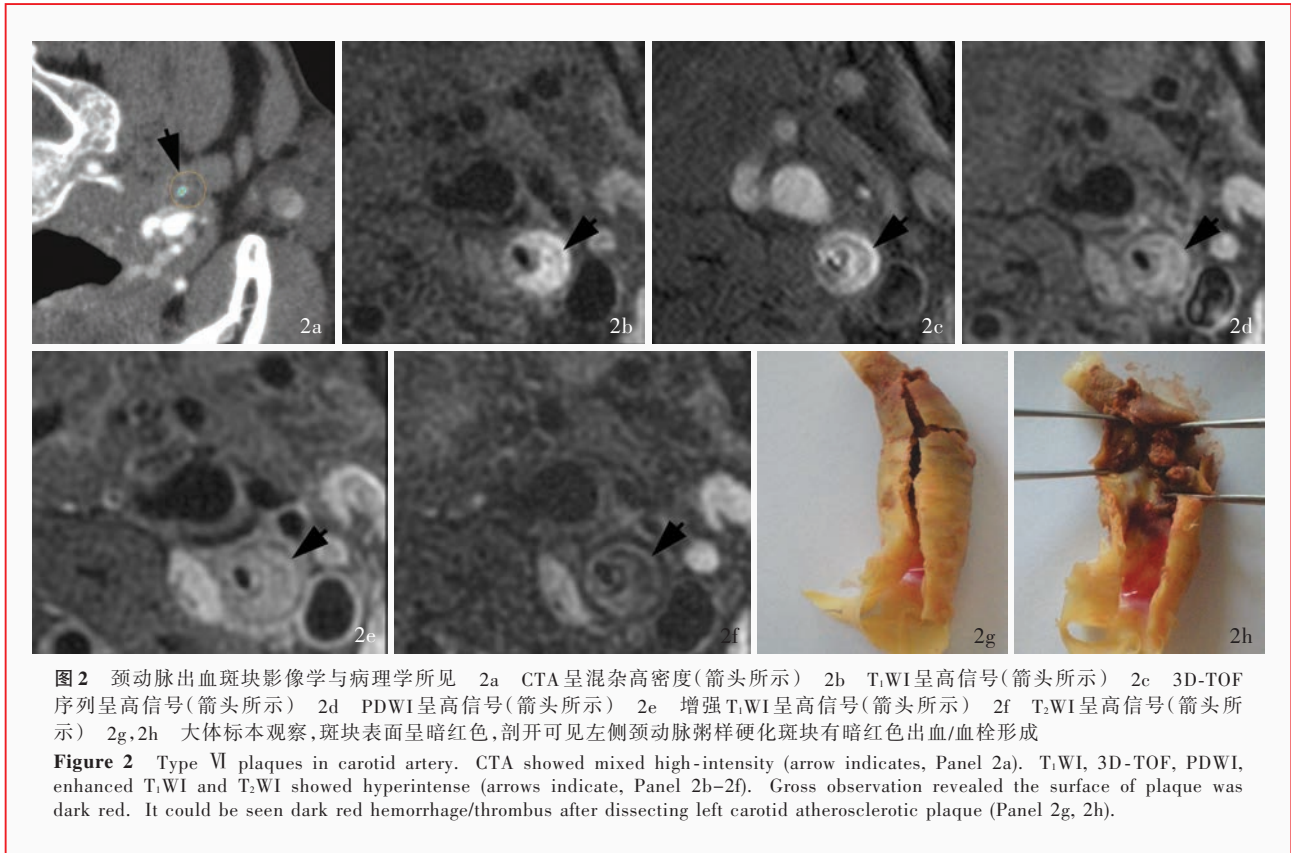 2a
2b
2c
2d
2e
2f
2g
2h
图2 颈动脉出血斑块影像学与病理学所见 2a CTA呈混杂高密度(箭头所示) 2b T₁WI呈高信号(箭头所示) 2c 3D-TOF
序列呈高信号(箭头所示) 2d PDWI呈高信号(箭头所示) 2e 增强T₁WI呈高信号(箭头所示) 2f T₂WI呈高信号(箭头所
示) 2g,2h 大体标本观察,斑块表面呈暗红色,剖开可见左侧颈动脉粥样硬化斑块有暗红色出血/血栓形成
Figure 2 Type Ⅵ plaques in carotid artery. CTA showed mixed high-intensity (arrow indicates, Panel 2a). T₁WI, 3D-TOF, PDWI,
enhanced T₁WI and T₂WI showed hyperintense (arrows indicate, Panel 2b-2f). Gross observation revealed the surface of plaque was
dark red. It could be seen dark red hemorrhage/thrombus after dissecting left carotid atherosclerotic plaque (Panel 2g, 2h).